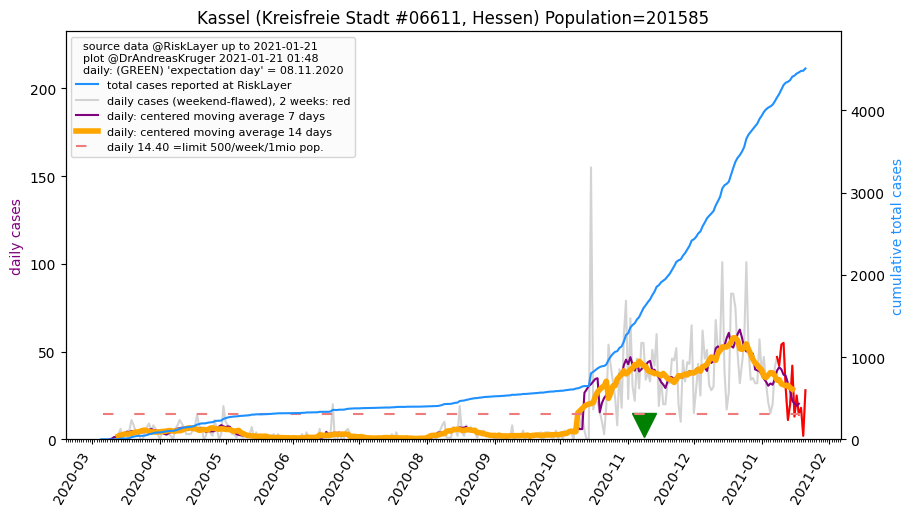 Kassel (Kreisfreie Stadt #06611, Hessen) Population=201585
source data @RiskLayer up to 2021-01-21
plot @DrAndreasKruger 2021-01-21 01:48
daily: (GREEN) 'expectation day' = 08.11.2020
total cases reported at RiskLayer
daily cases (weekend-flawed), 2 weeks: red
daily: centered moving average 7 days
daily: centered moving average 14 days
daily 14.40 =limit 500/week/1mio pop.
daily cases
200
150
100
50
0
4000
3000
2000
1000
0
cumulative total cases
2020-03
2020-04
2020-05
2020-06
2020-07
2020-08
2020-09
2020-10
2020-11
2020-12
2021-01
2021-02